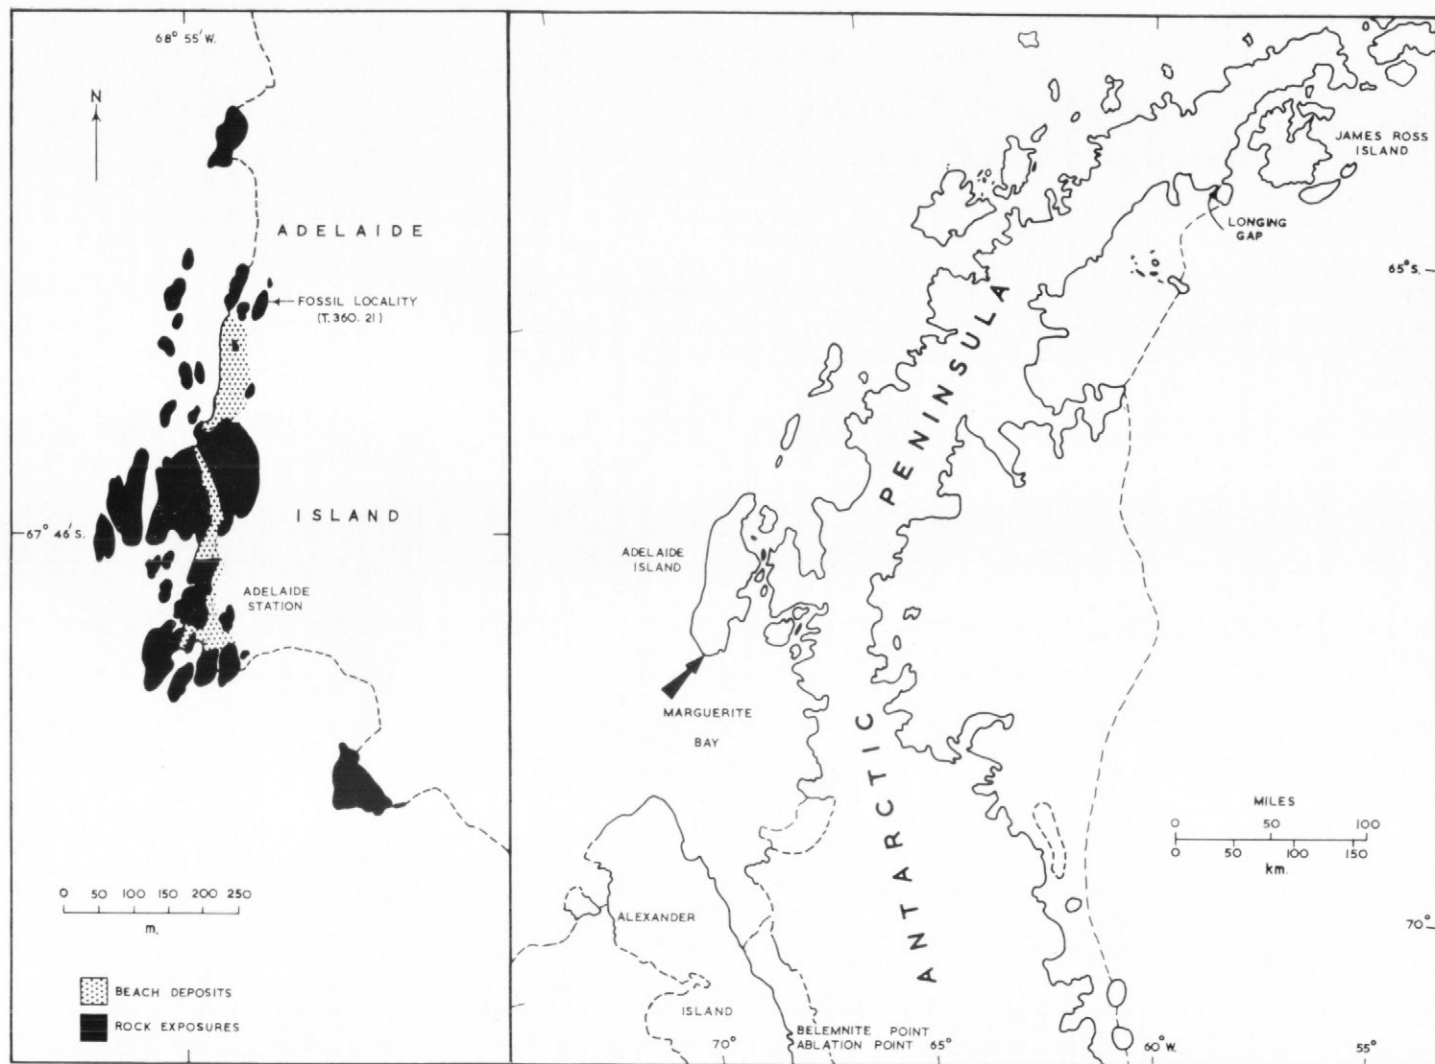 68° 55′ W.
N
ADELAIDE
FOSSIL LOCALITY
(T.360. 21)
ISLAND
67° 46′ S.
ADELAIDE
STATION
0 50 100 150 200 250
m.
BEACH DEPOSITS
ROCK EXPOSURES
JAMES ROSS
ISLAND
LONGING
GAP
65° S.
ANTARCTIC PENINSULA
ADELAIDE
ISLAND
MARGUERITE
BAY
MILES
0 50 100
0 50 100 150
km.
70°
ALEXANDER
ISLAND
BELEMNITE POINT
ABLATION POINT
70° 65° 60° W. 55°